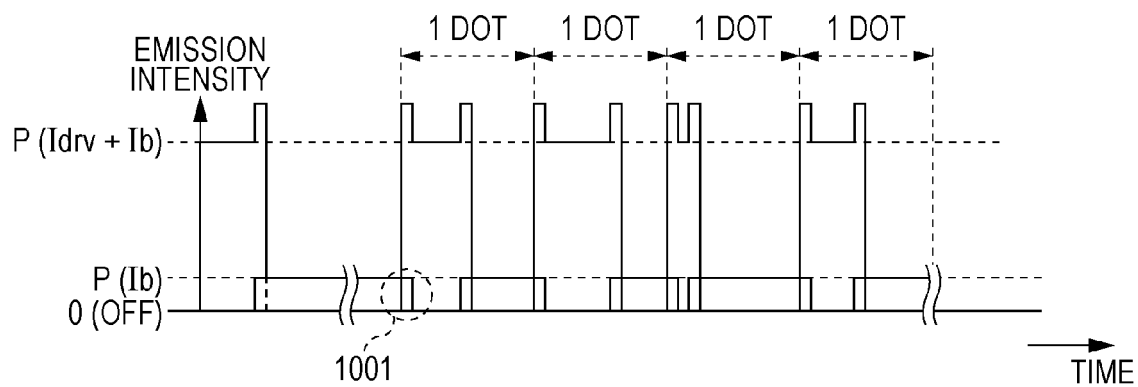 1 DOT 1 DOT 1 DOT 1 DOT
EMISSION
INTENSITY
P (Idrv + Ib)
P (Ib)
0 (OFF)
1001
TIME